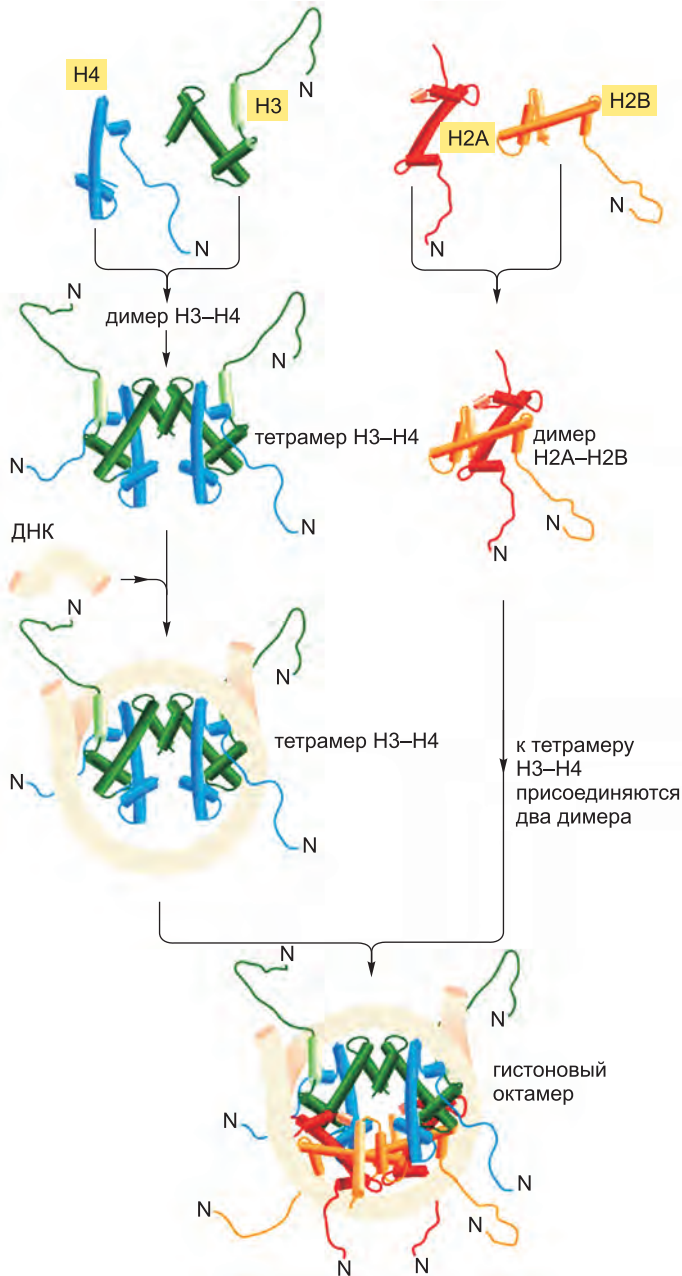 H4
H3
N
N
H2A
H2B
N
N
димер H3–H4
N
N
тетрамер H3–H4
N
N
димер
H2A–H2B
N
N
ДНК
N
N
тетрамер H3–H4
N
N
к тетрамеру
H3–H4
присоединяются
два димера
N
N
гистоновый
октамер
N
N
N
N
N
N